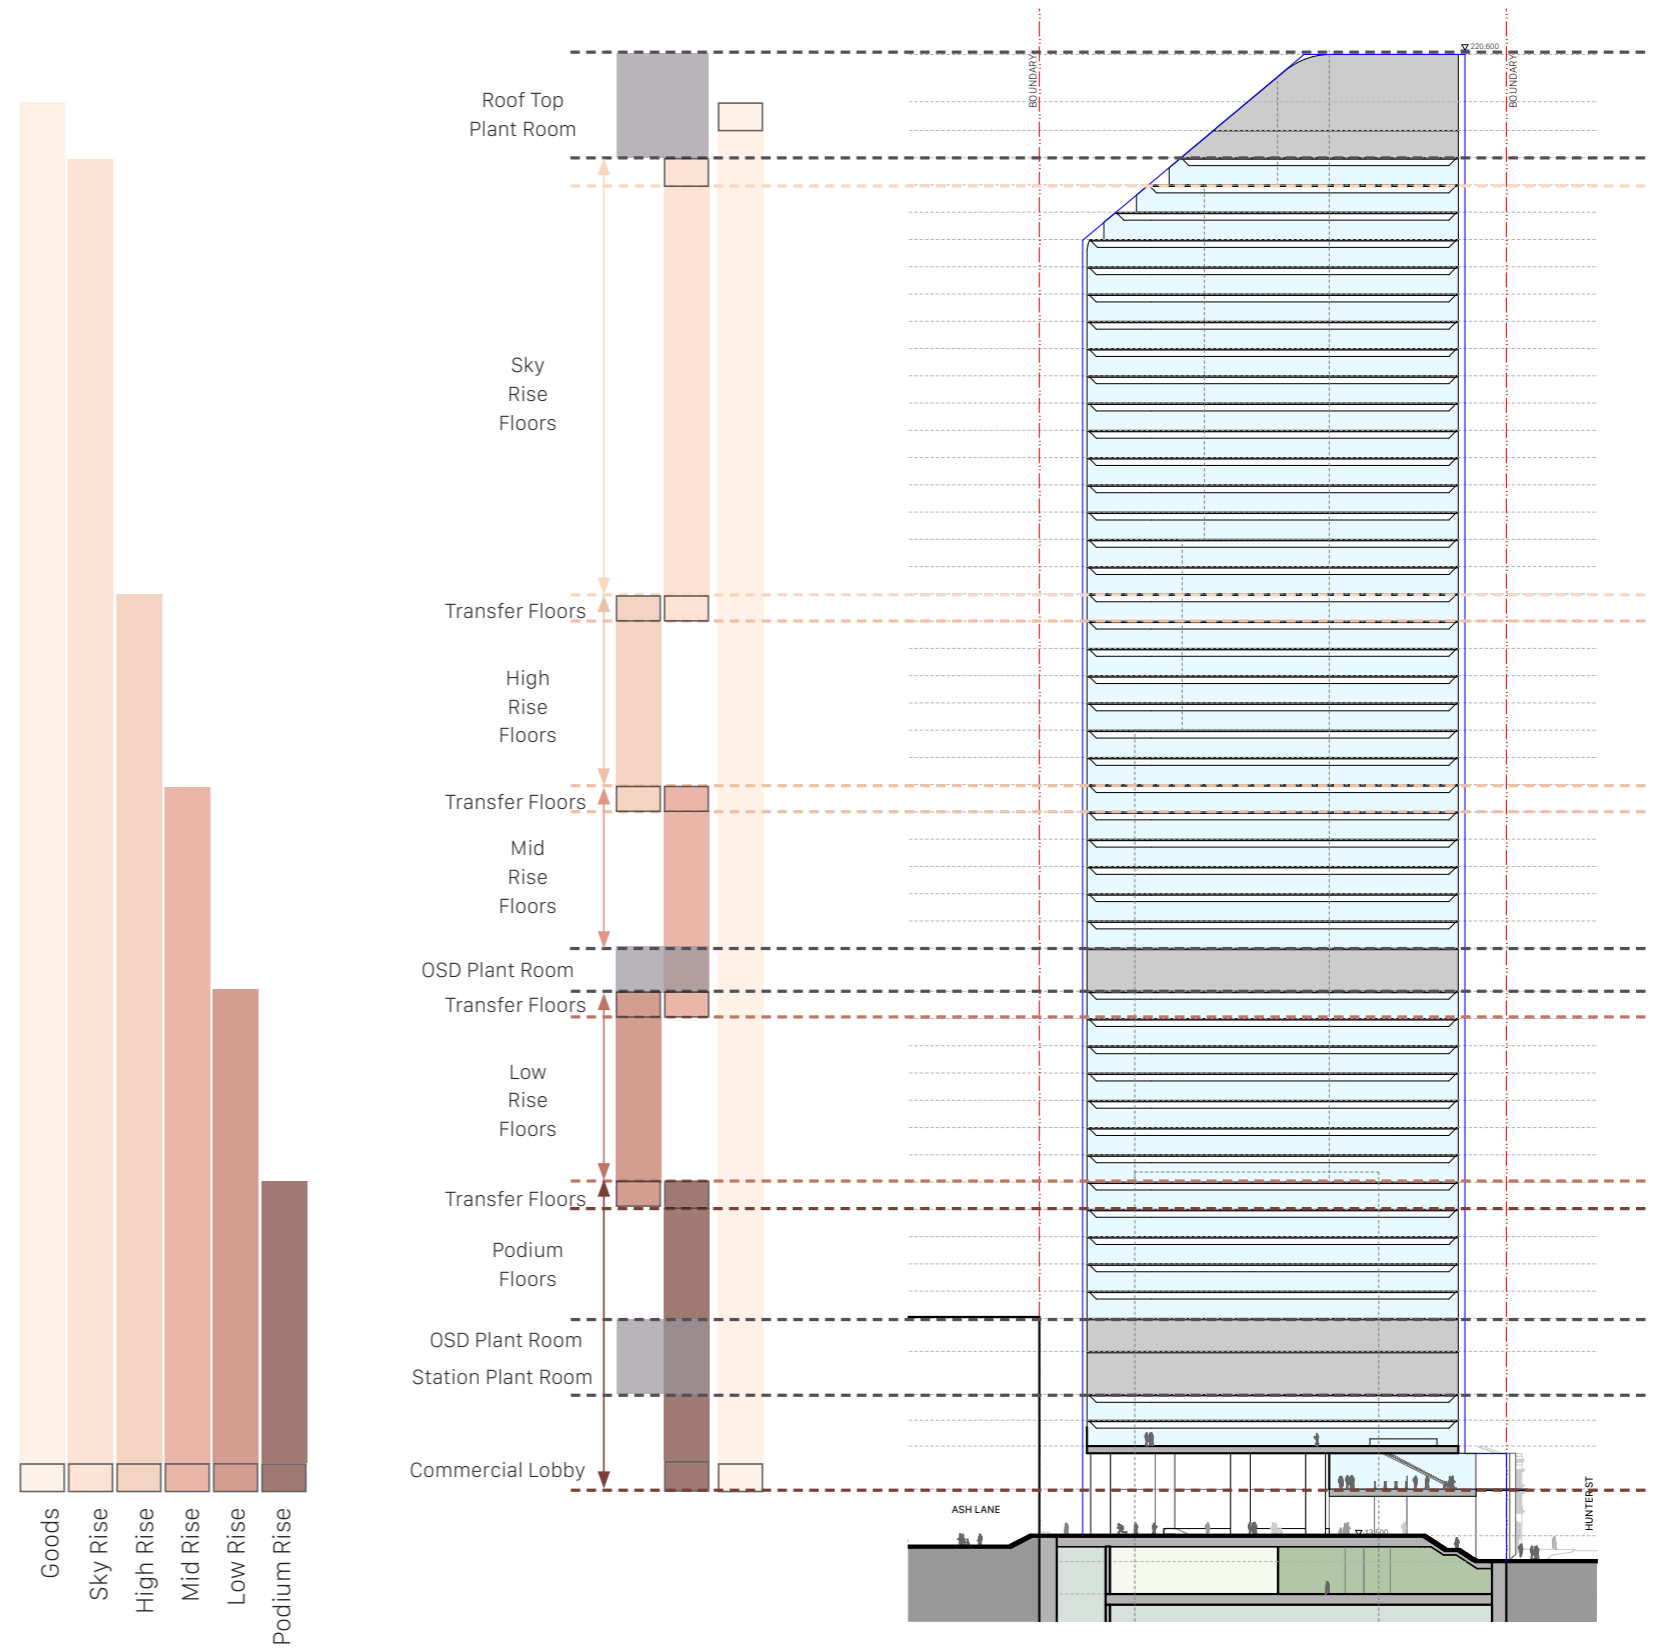 BOUNDARY
220.600
BOUNDARY
Roof Top
Plant Room
Sky
Rise
Floors
Transfer Floors
High
Rise
Floors
Transfer Floors
Mid
Rise
Floors
OSD Plant Room
Transfer Floors
Low
Rise
Floors
Transfer Floors
Podium
Floors
OSD Plant Room
Station Plant Room
Commercial Lobby
ASH LANE
HUNTER ST
Goods
Sky Rise
High Rise
Mid Rise
Low Rise
Podium Rise